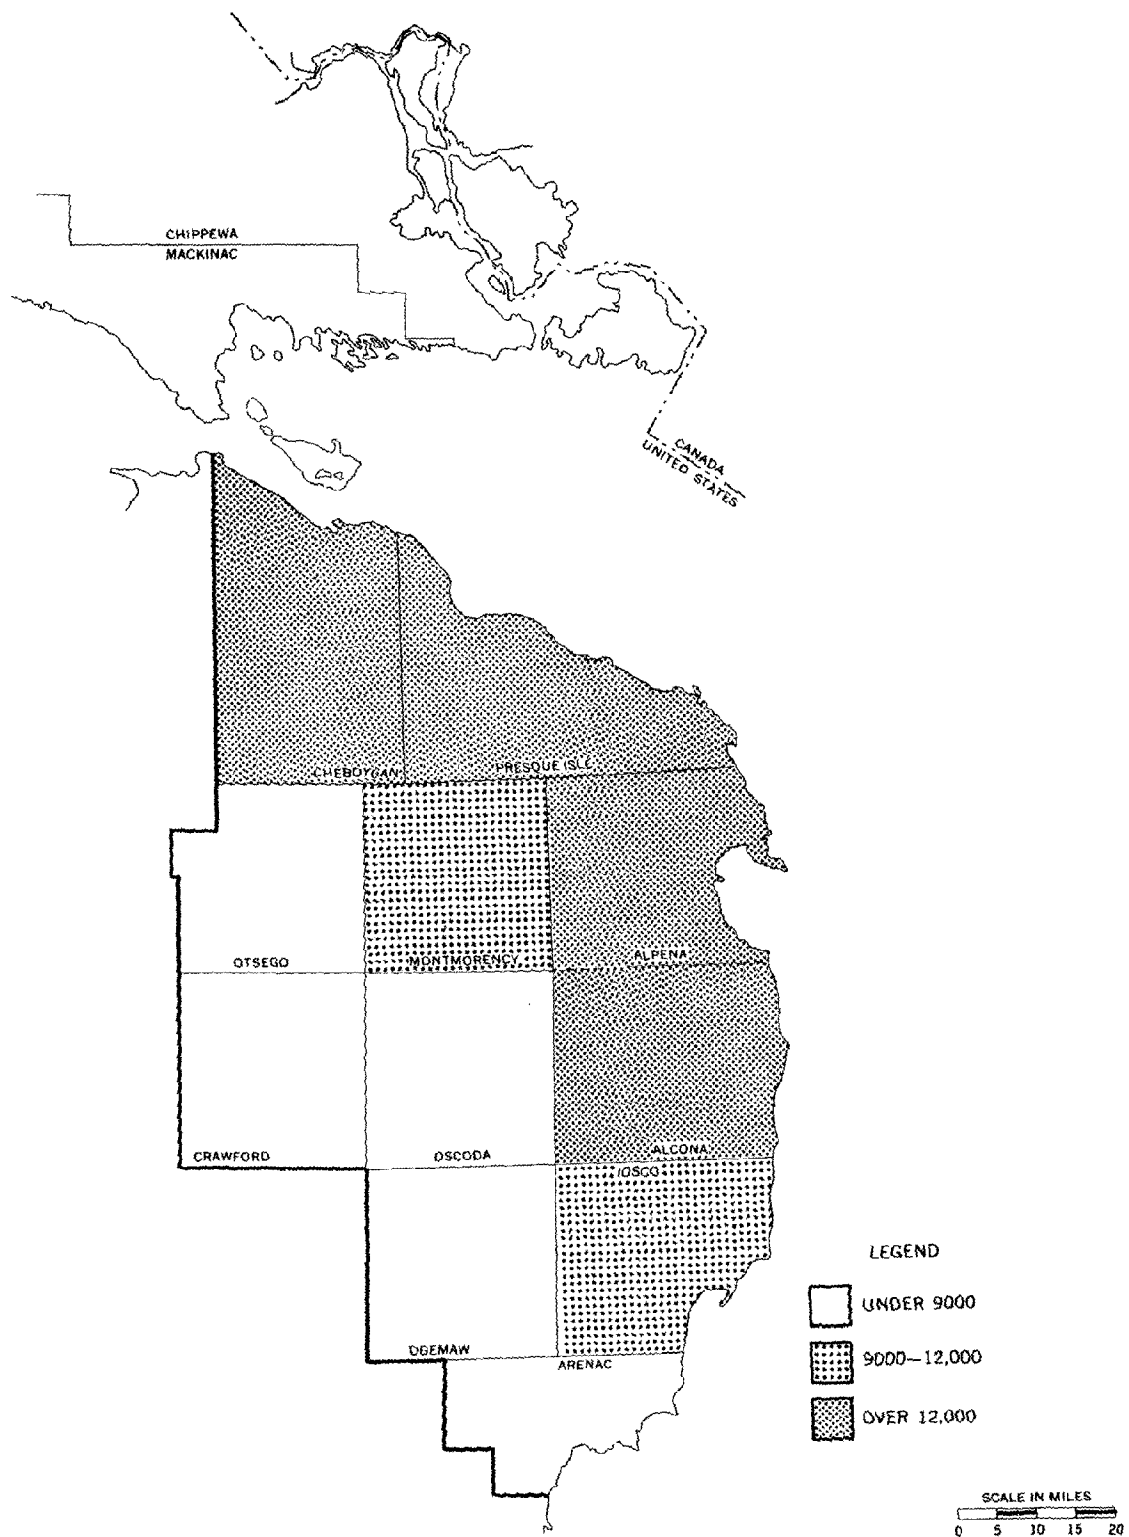 CHIPPEWA
MACKINAC
CANADA
UNITED STATES
CHEBOYGAN
PRESQUE ISLE
OTSEGO
MONTMORENCY
ALPENA
CRAWFORD
OSCODA
ALCONA
IOSCO
LEGEND
UNDER 9000
9000-12,000
OGEMAW
ARENAC
OVER 12,000
SCALE IN MILES
0 5 10 15 20